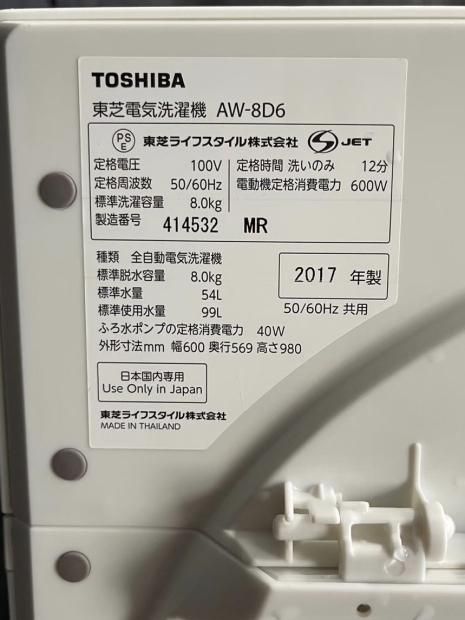 TOSHIBA
東芝電気洗濯機 AW-8D6
PS E 東芝ライフスタイル株式会社 S JET
定格電圧 100V 定格時間 洗いのみ 12分
定格周波数 50/60Hz 電動機定格消費電力 600W
標準洗濯容量 8.0kg
製造番号 414532 MR
種類 全自動電気洗濯機
標準脱水容量 8.0kg 2017 年製
標準水量 54L
標準使用水量 99L 50/60Hz 共用
ふろ水ポンプの定格消費電力 40W
外形寸法mm 幅600 奥行569 高さ980
日本国内専用
Use Only in Japan
東芝ライフスタイル株式会社
MADE IN THAILAND